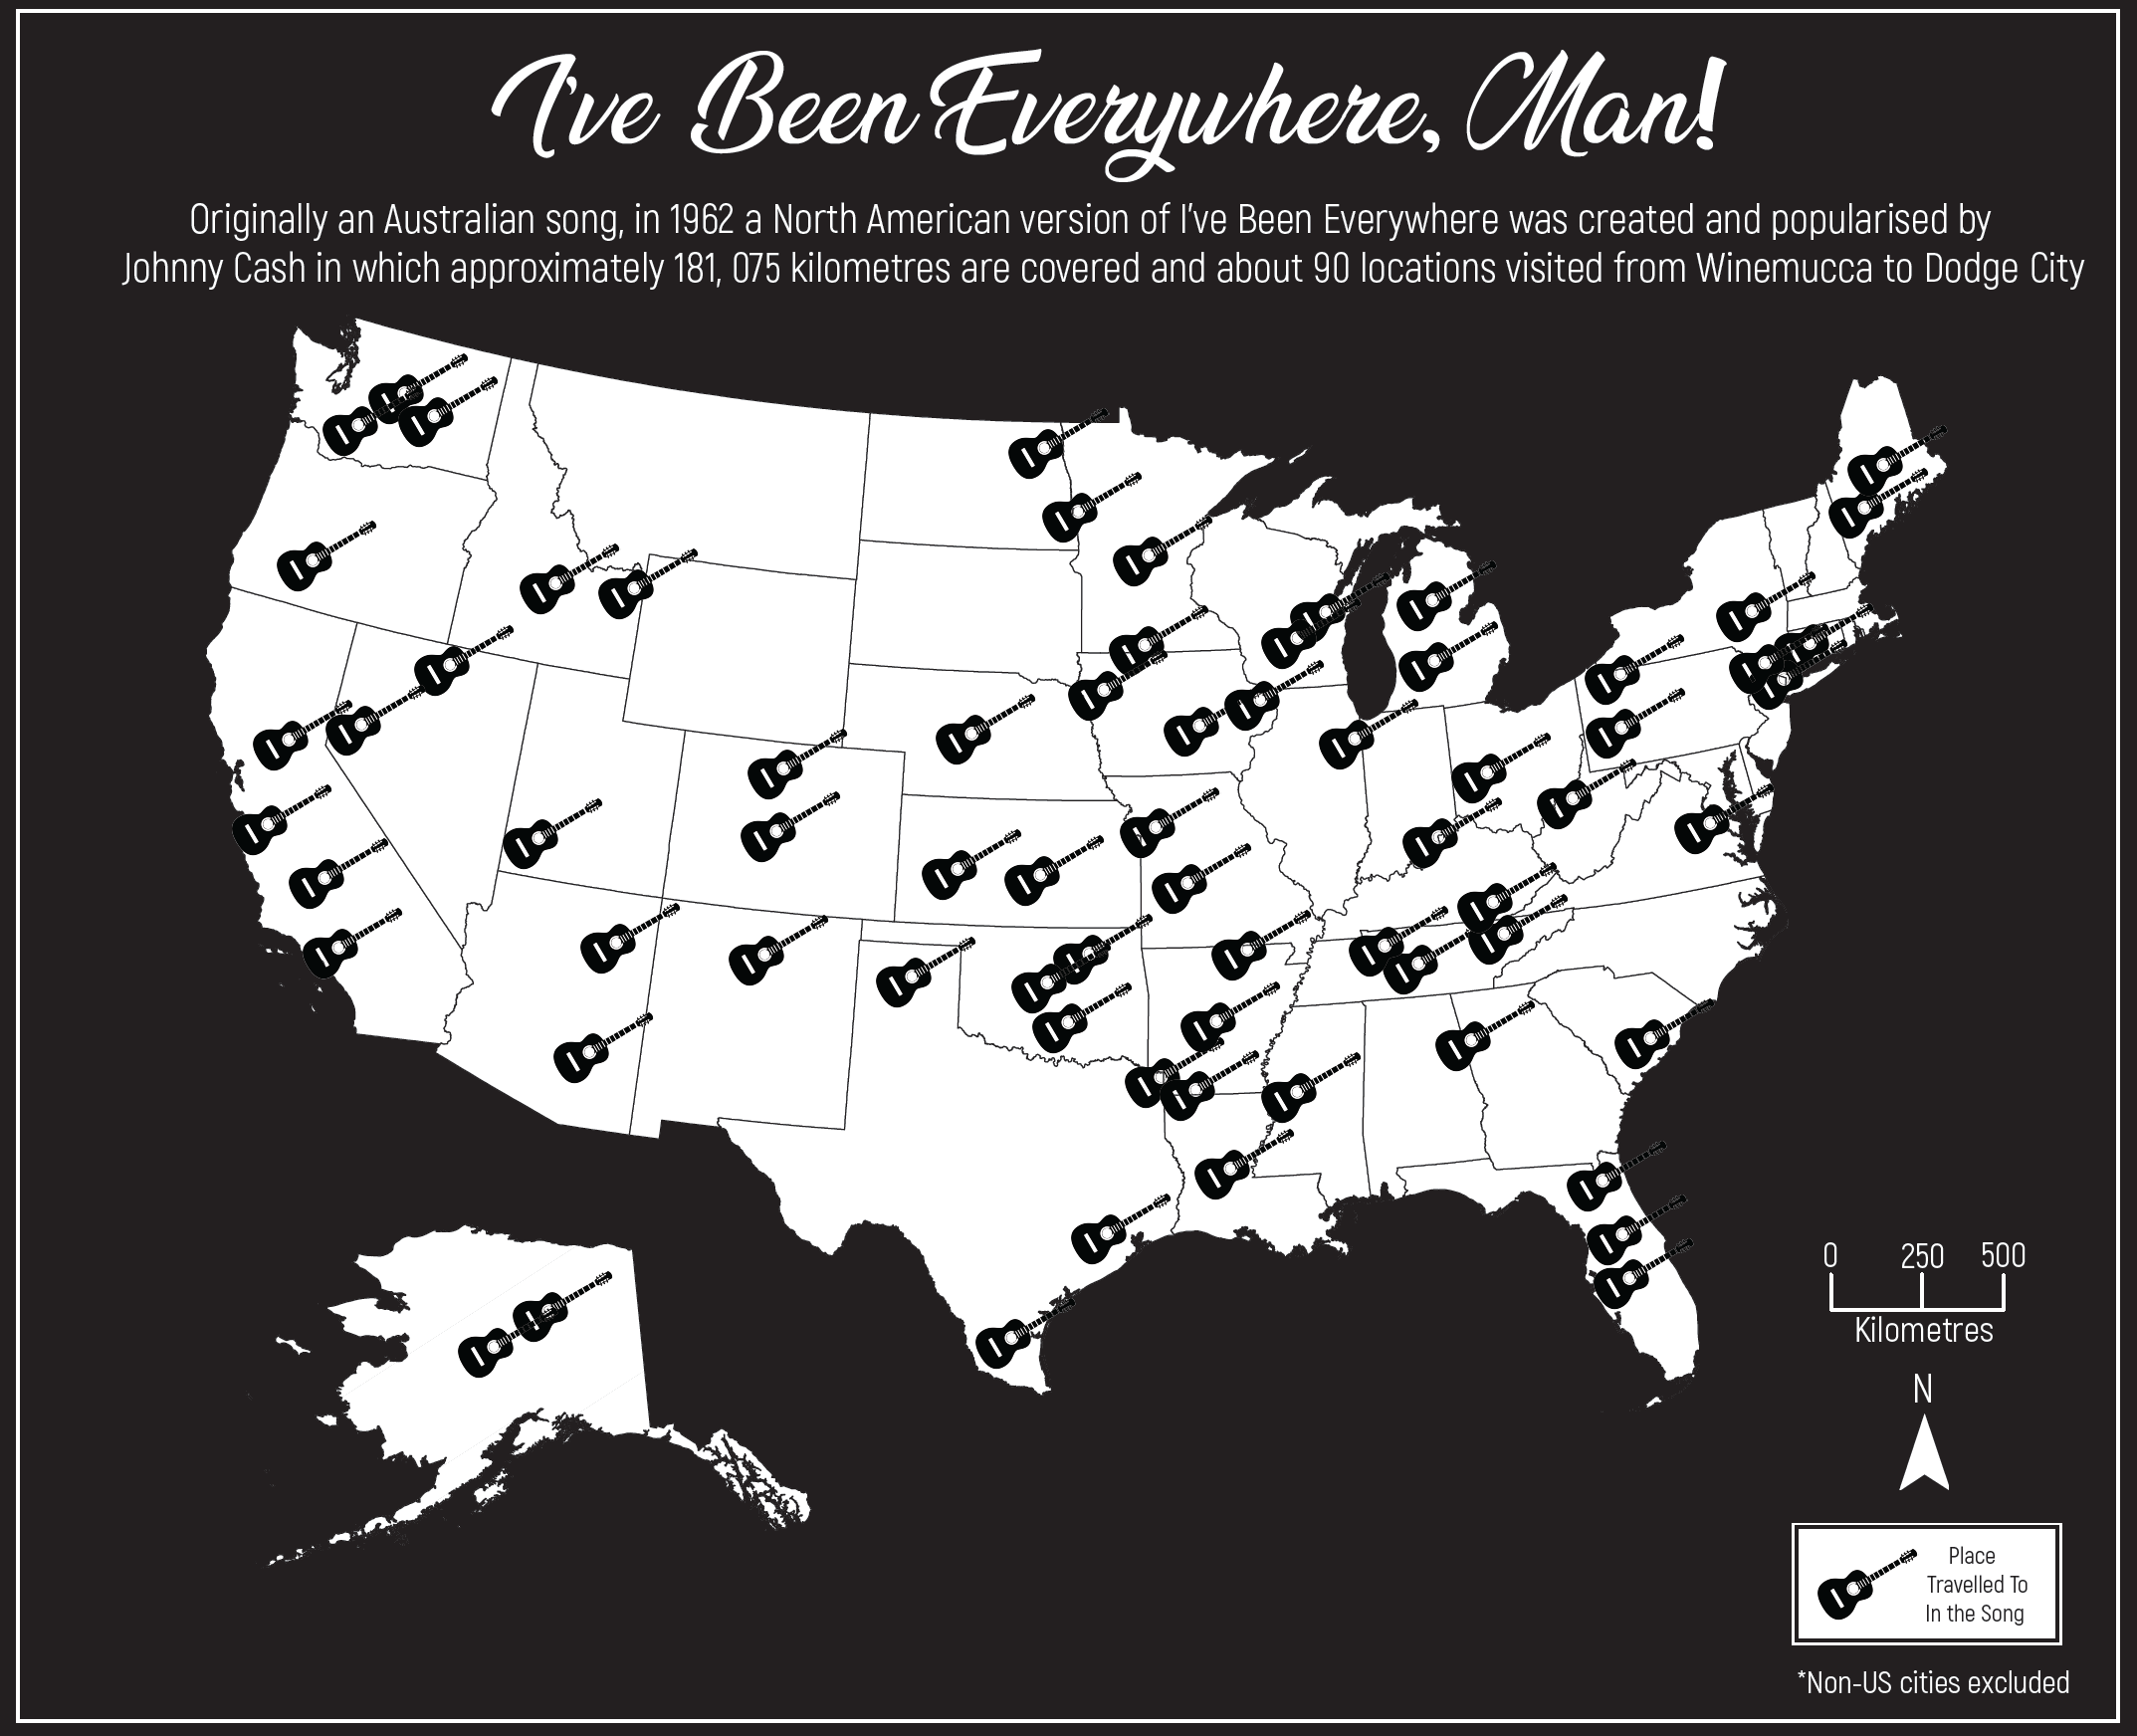 I've Been Everywhere, Man!
Originally an Australian song, in 1962 a North American version of I've Been Everywhere was created and popularised by
Johnny Cash in which approximately 181, 075 kilometres are covered and about 90 locations visited from Winemucca to Dodge City
0 250 500
Kilometres
N
Place
Travelled To
In the Song
*Non-US cities excluded